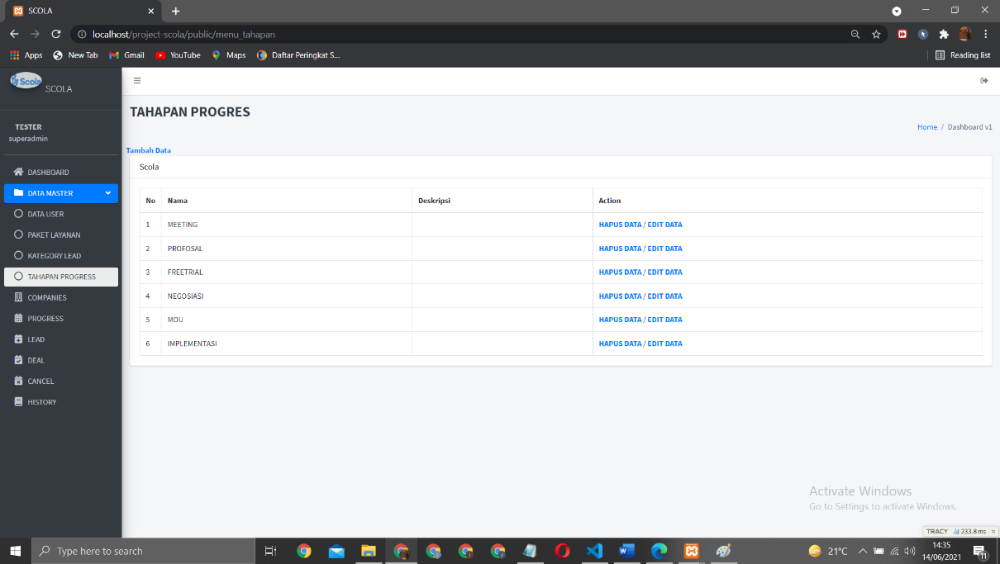 SCOLA
localhost/project-scola/public/menu_tahapan
Apps New Tab Gmail YouTube Maps Daftar Peringkat S... Reading list
Scola SCOLA
TAHAPAN PROGRES
TESTER
superadmin
Home / Dashboard v1
Tambah Data
Scola
DASHBOARD
DATA MASTER
DATA USER
PAKET LAYANAN
KATEGORY LEAD
TAHAPAN PROGRESS
COMPANIES
PROGRESS
LEAD
DEAL
CANCEL
HISTORY
No Nama Deskripsi Action
1 MEETING HAPUS DATA / EDIT DATA
2 PROFOSAL HAPUS DATA / EDIT DATA
3 FREETRIAL HAPUS DATA / EDIT DATA
4 NEGOSIASI HAPUS DATA / EDIT DATA
5 MOU HAPUS DATA / EDIT DATA
6 IMPLEMENTASI HAPUS DATA / EDIT DATA
Activate Windows
Go to Settings to activate Windows.
TRACY 233.8 ms
Type here to search
21°C
14:35
14/06/2021
11